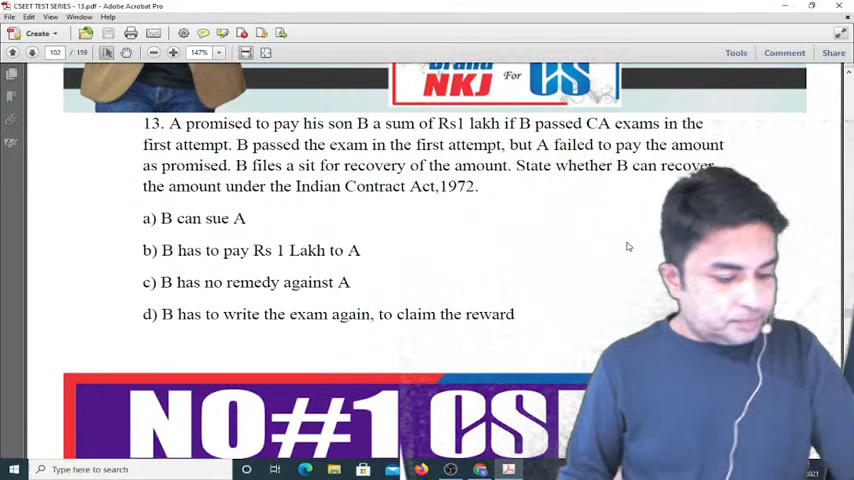 CSEET TEST SERIES - 13.pdf - Adobe Acrobat Pro
File Edit View Window Help
Create
102 / 159
147%
Tools Comment Share
Brand
NKJ For CS
13. A promised to pay his son B a sum of Rs1 lakh if B passed CA exams in the
first attempt. B passed the exam in the first attempt, but A failed to pay the amount
as promised. B files a sit for recovery of the amount. State whether B can recover
the amount under the Indian Contract Act,1972.
a) B can sue A
b) B has to pay Rs 1 Lakh to A
c) B has no remedy against A
d) B has to write the exam again, to claim the reward
NO#1 CS
Type here to search
2021